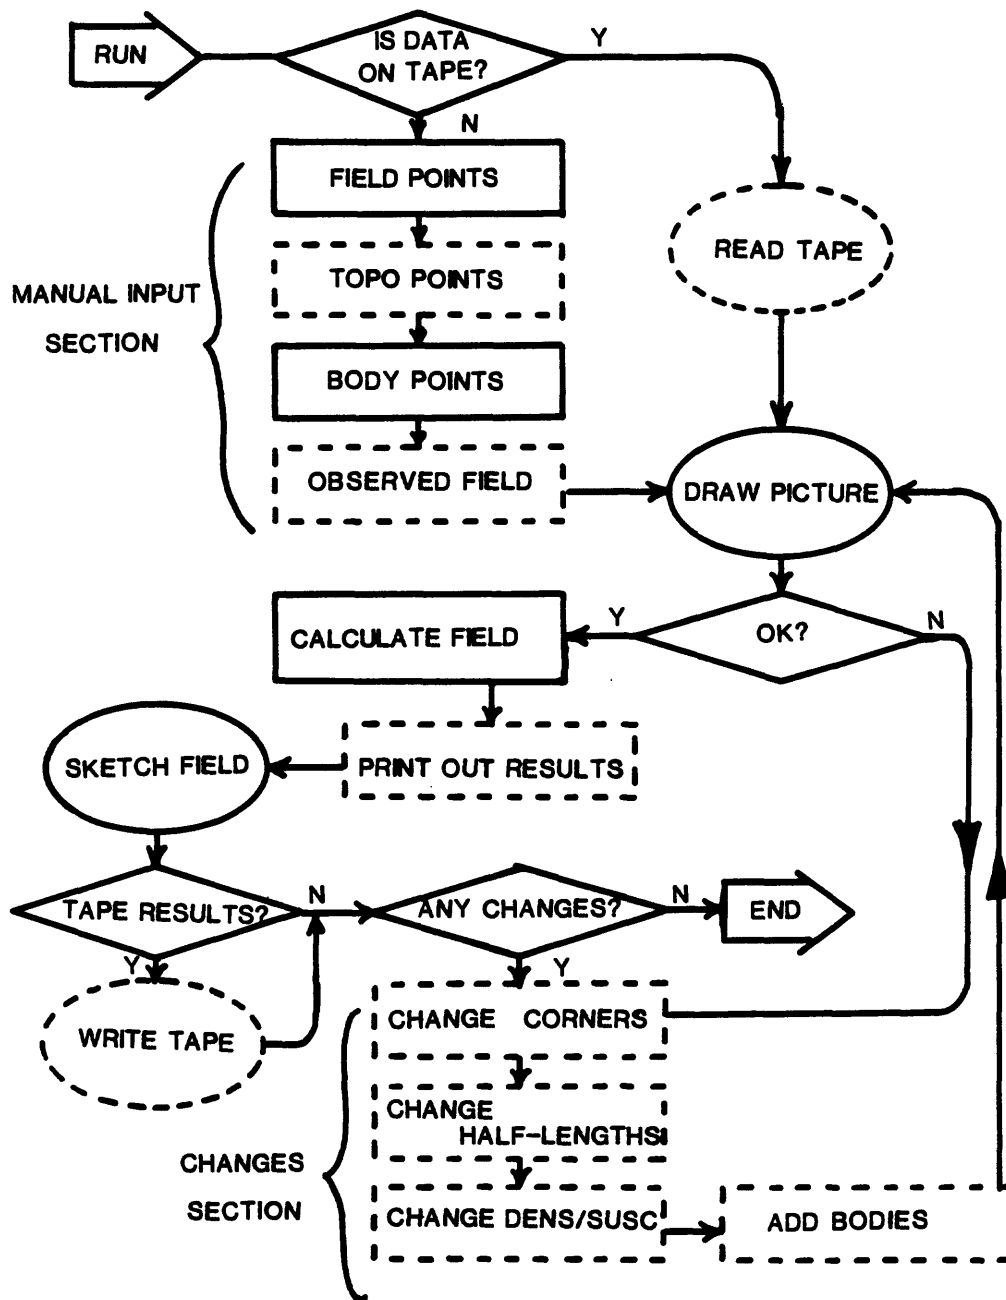 RUN
IS DATA
ON TAPE?
Y
N
FIELD POINTS
READ TAPE
TOPO POINTS
MANUAL INPUT
SECTION
BODY POINTS
OBSERVED FIELD
DRAW PICTURE
CALCULATE FIELD
Y
OK?
N
SKETCH FIELD
PRINT OUT RESULTS
TAPE RESULTS?
N
ANY CHANGES?
N
END
Y
Y
WRITE TAPE
CHANGE CORNERS
CHANGE
HALF-LENGTHS
CHANGES
SECTION
CHANGE DENS/SUSC
ADD BODIES